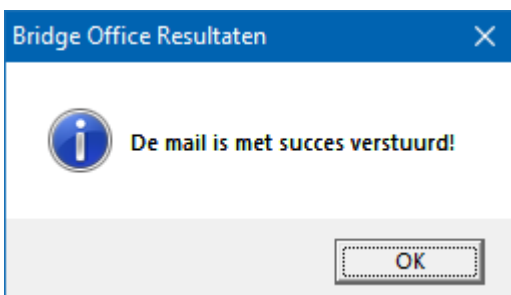 Bridge Office Resultaten
De mail is met succes verstuurd!
OK